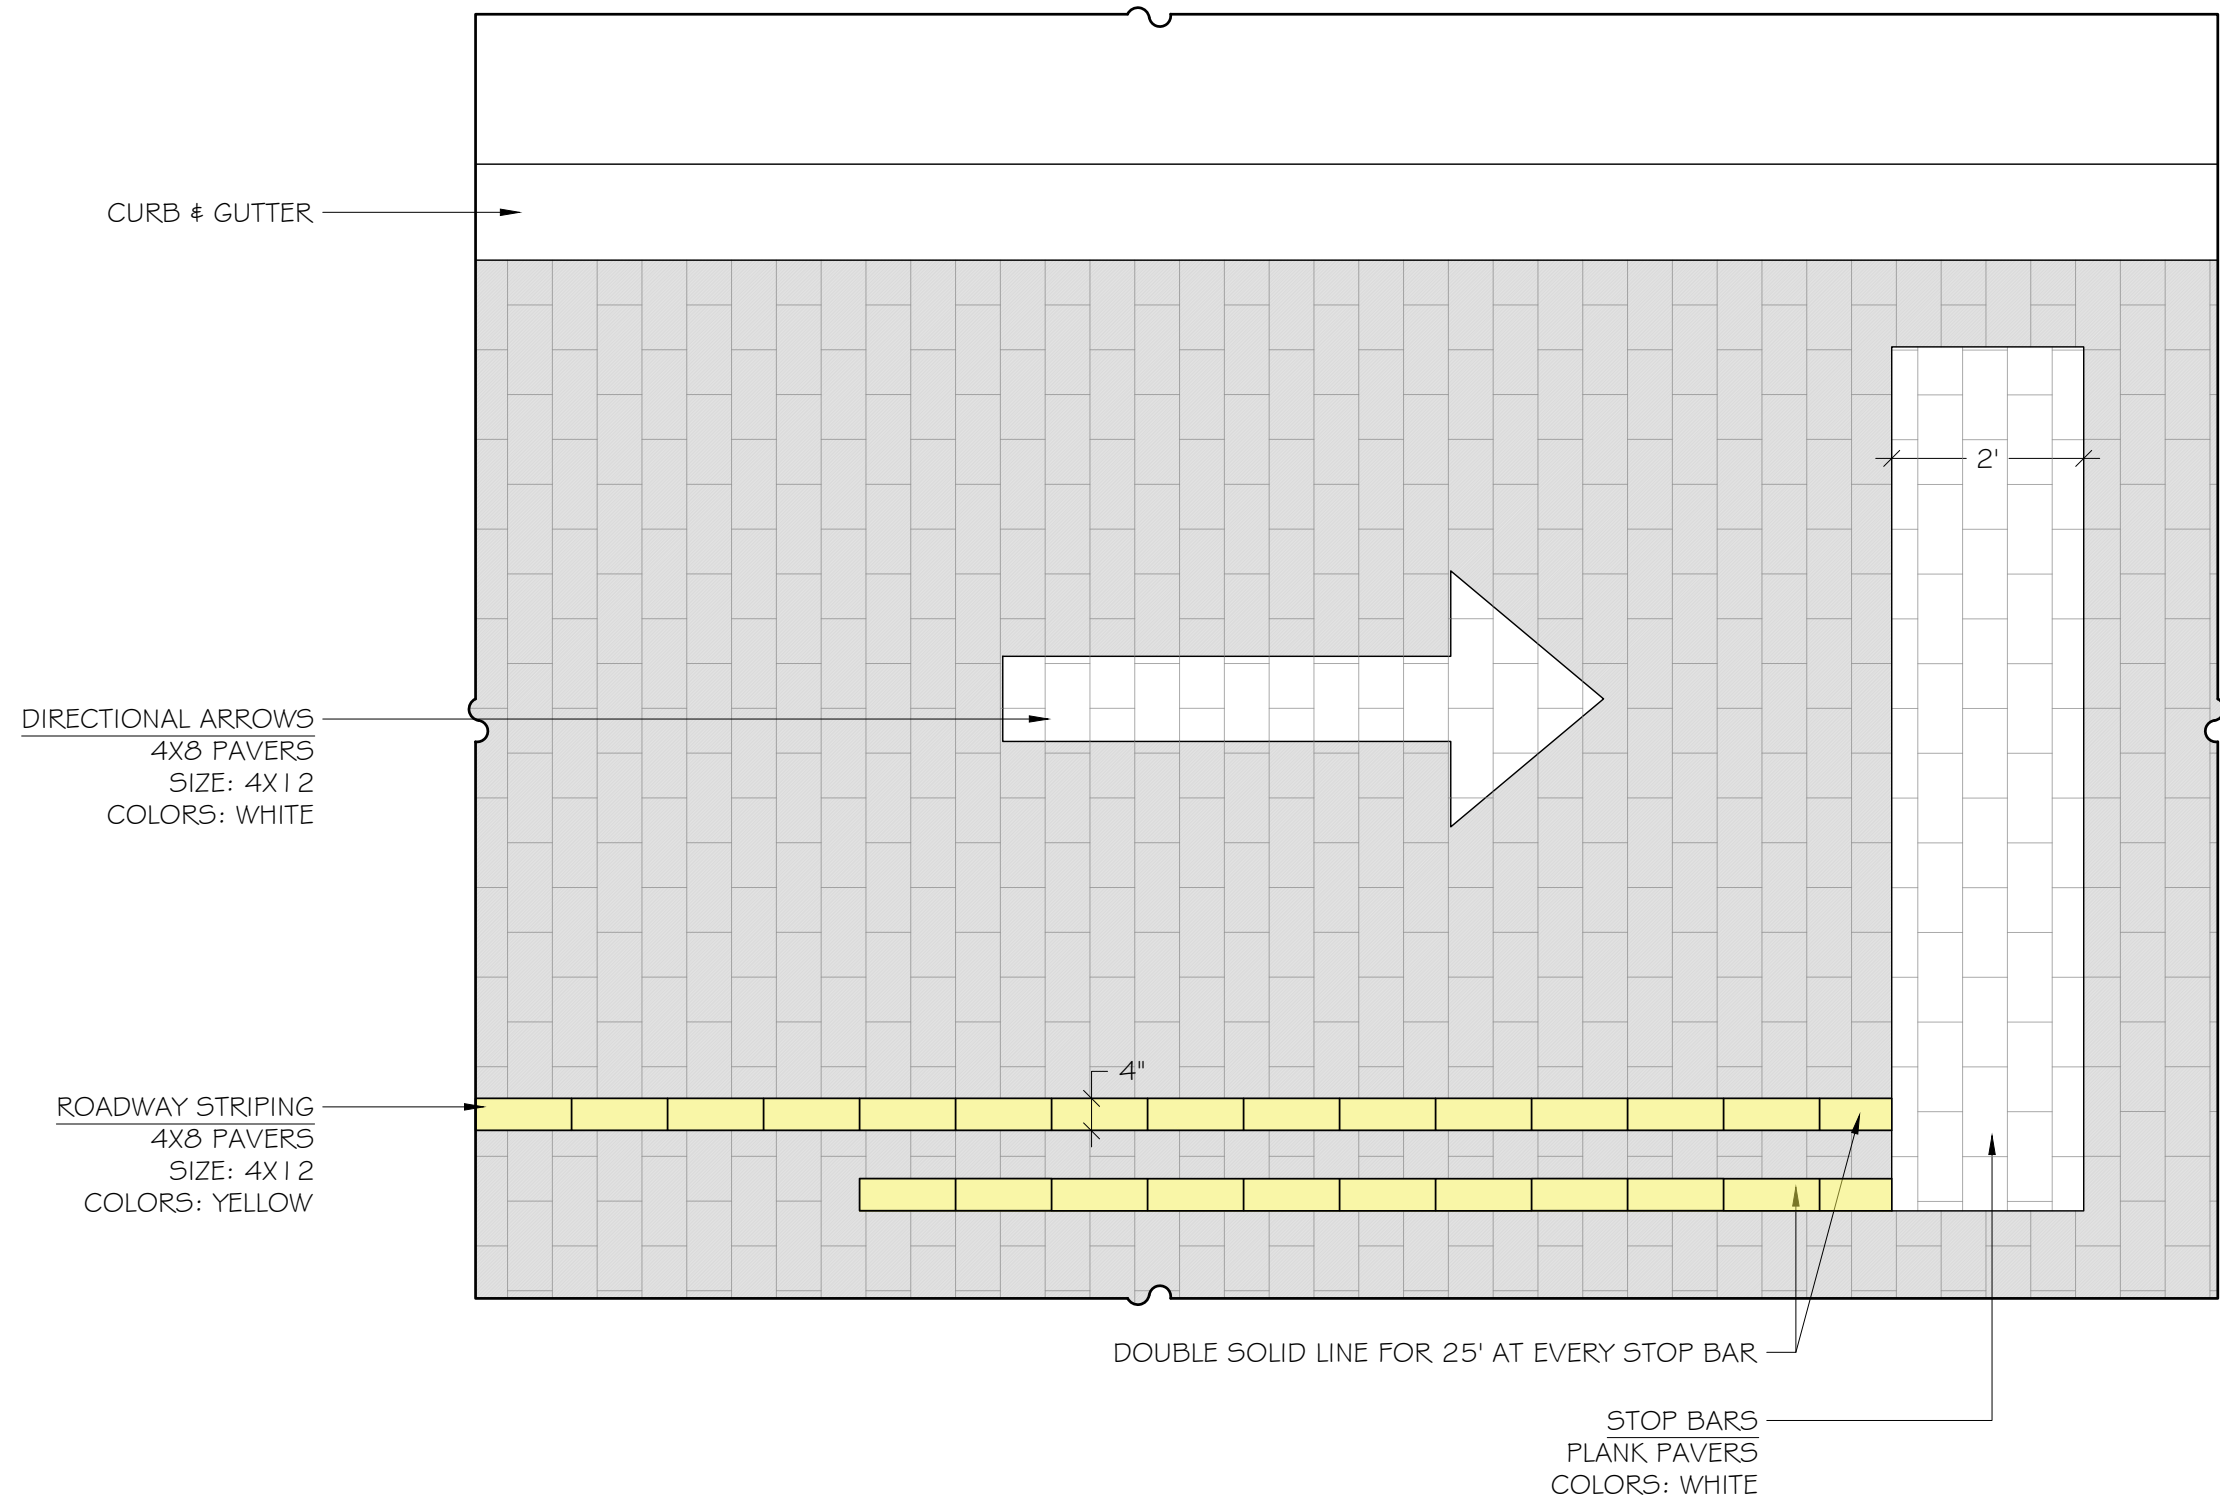 CURB & GUTTER
2'
DIRECTIONAL ARROWS
4X8 PAVERS
SIZE: 4X12
COLORS: WHITE
4"
ROADWAY STRIPING
4X8 PAVERS
SIZE: 4X12
COLORS: YELLOW
DOUBLE SOLID LINE FOR 25' AT EVERY STOP BAR
STOP BARS
PLANK PAVERS
COLORS: WHITE